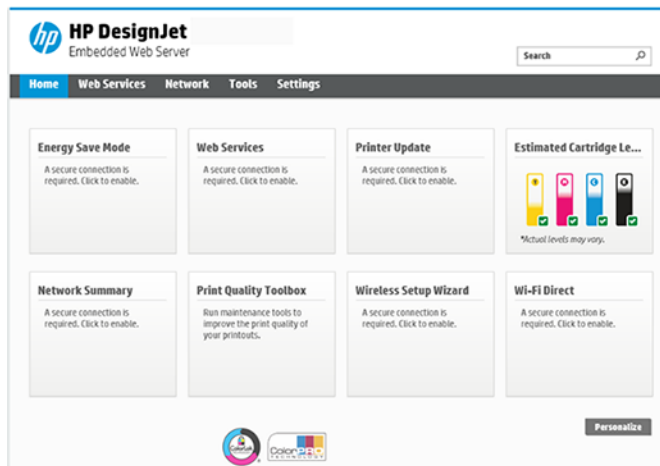 hp
HP DesignJet
Embedded Web Server
Search
Home Web Services Network Tools Settings
Energy Save Mode
A secure connection is
required. Click to enable.
Web Services
A secure connection is
required. Click to enable.
Printer Update
A secure connection is
required. Click to enable.
Estimated Cartridge Le...
Y M C K
*Actual levels may vary.
Network Summary
A secure connection is
required. Click to enable.
Print Quality Toolbox
Run maintenance tools to
improve the print quality of
your printouts.
Wireless Setup Wizard
A secure connection is
required. Click to enable.
Wi-Fi Direct
A secure connection is
required. Click to enable.
Personalize
ColorLok
ColorPRO
TECHNOLOGY